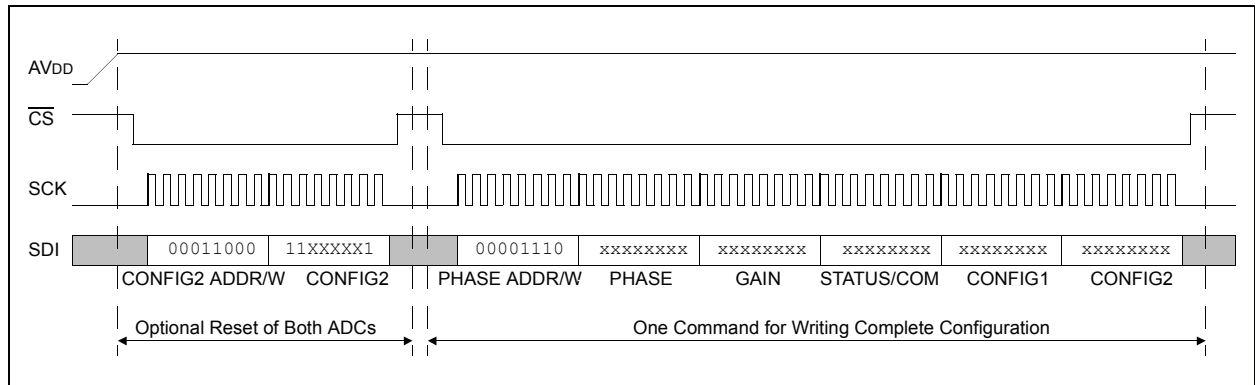 AVDD
CS
SCK
SDI 00011000 11XXXXX1 00001110 xxxxxxxx xxxxxxxx xxxxxxxx xxxxxxxx xxxxxxxx
CONFIG2 ADDR/W CONFIG2 PHASE ADDR/W PHASE GAIN STATUS/COM CONFIG1 CONFIG2
Optional Reset of Both ADCs One Command for Writing Complete Configuration